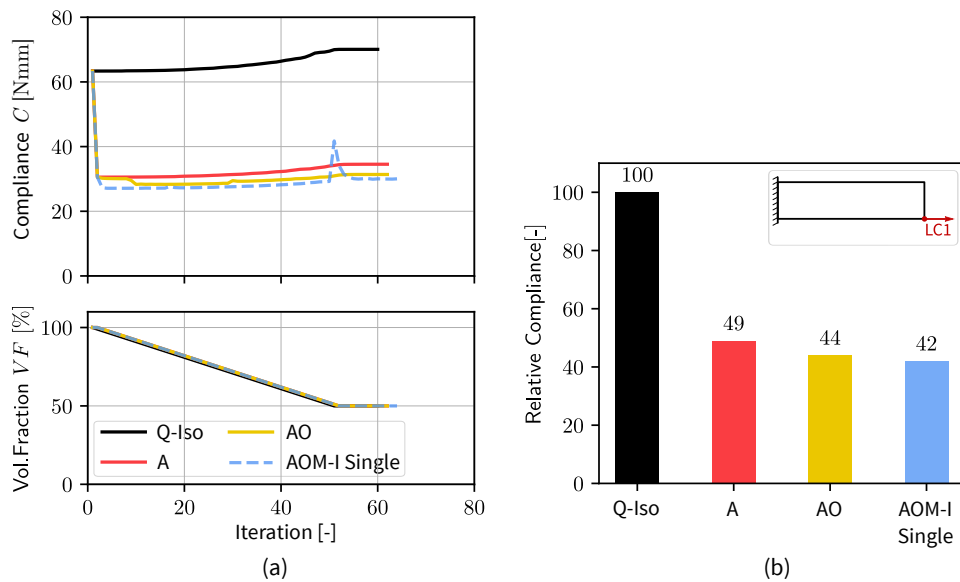 80
60
40
20
0
Compliance C [Nmm]
100
50
0
Vol.Fraction VF [%]
Q-Iso
A
AO
AOM-I Single
0
20
40
60
80
Iteration [-]
(a)
100
80
60
40
20
0
Relative Compliance[-]
100
49
44
42
LC1
Q-Iso
A
AO
AOM-I
Single
(b)